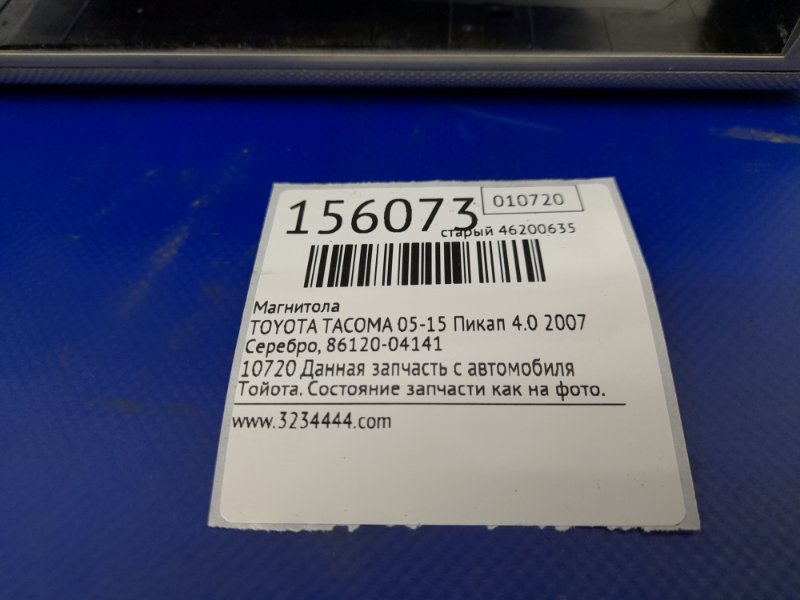 156073 010720
старый 46200635
Магнитола
TOYOTA TACOMA 05-15 Пикап 4.0 2007
Серебро, 86120-04141
10720 Данная запчасть с автомобиля
Тойота. Состояние запчасти как на фото.
www.3234444.com